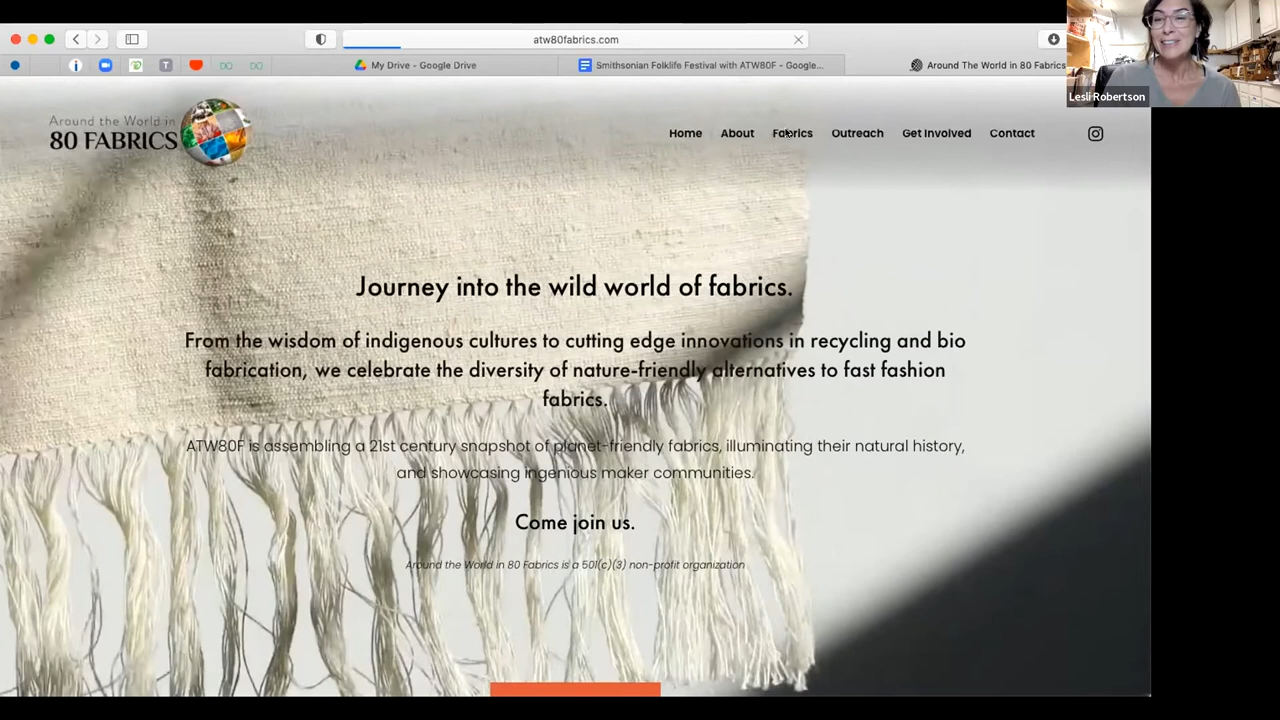 atw80fabrics.com
My Drive - Google Drive
Smithsonian Folklife Festival with ATW80F - Google...
Around The World in 80 Fabrics
Lesli Robertson
Around the World in
80 FABRICS
Home About Fabrics Outreach Get Involved Contact
Journey into the wild world of fabrics.
From the wisdom of indigenous cultures to cutting edge innovations in recycling and bio
fabrication, we celebrate the diversity of nature-friendly alternatives to fast fashion
fabrics.
ATW80F is assembling a 21st century snapshot of planet-friendly fabrics, illuminating their natural history,
and showcasing ingenious maker communities.
Come join us.
Around the World in 80 Fabrics is a 501(c)(3) non-profit organization